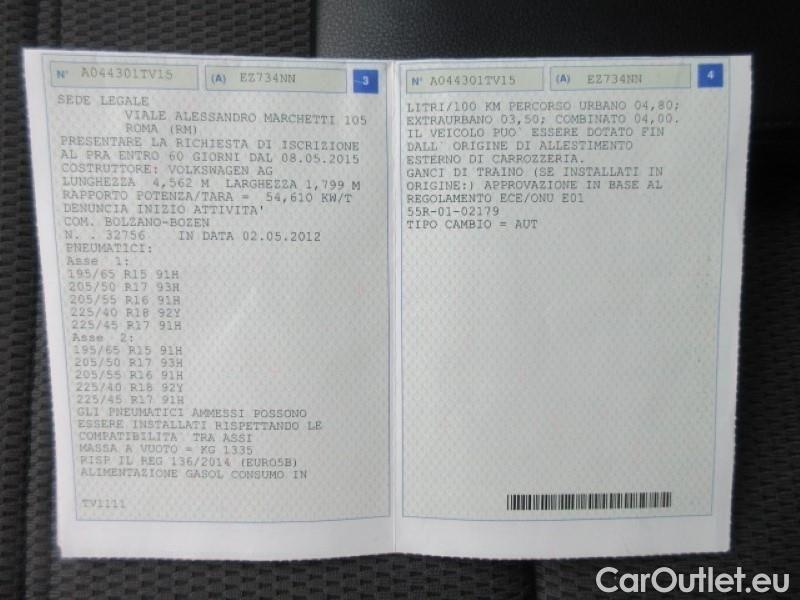 N° A044301TV15 (A) EZ734NN 3
SEDE LEGALE
VIALE ALESSANDRO MARCHETTI 105
ROMA (RM)
PRESENTARE LA RICHIESTA DI ISCRIZIONE
AL PRA ENTRO 60 GIORNI DAL 08.05.2015
COSTRUTTORE: VOLKSWAGEN AG
LUNGHEZZA 4,562 M LARGHEZZA 1,799 M
RAPPORTO POTENZA/TARA = 54,610 KW/T
DENUNCIA INIZIO ATTIVITA'
COM. BOLZANO-BOZEN
N. . 32756 IN DATA 02.05.2012
PNEUMATICI:
Asse 1:
195/65 R15 91H
205/50 R17 93H
205/55 R16 91H
225/40 R18 92Y
225/45 R17 91H
Asse 2:
195/65 R15 91H
205/50 R17 93H
205/55 R16 91H
225/40 R18 92Y
225/45 R17 91H
GLI PNEUMATICI AMMESSI POSSONO
ESSERE INSTALLATI RISPETTANDO LE
COMPATIBILITA` TRA ASSI
MASSA A VUOTO = KG 1335
RISP IL REG 136/2014 (EURO5B)
ALIMENTAZIONE GASOL CONSUMO IN
TV1111
N° A044301TV15 (A) EZ734NN 4
LITRI/100 KM PERCORSO URBANO 04,80;
EXTRAURBANO 03,50; COMBINATO 04,00.
IL VEICOLO PUO` ESSERE DOTATO FIN
DALL` ORIGINE DI ALLESTIMENTO
ESTERNO DI CARROZZERIA.
GANCI DI TRAINO (SE INSTALLATI IN
ORIGINE:) APPROVAZIONE IN BASE AL
REGOLAMENTO ECE/ONU E01
55R-01-02179
TIPO CAMBIO = AUT
CarOutlet.eu